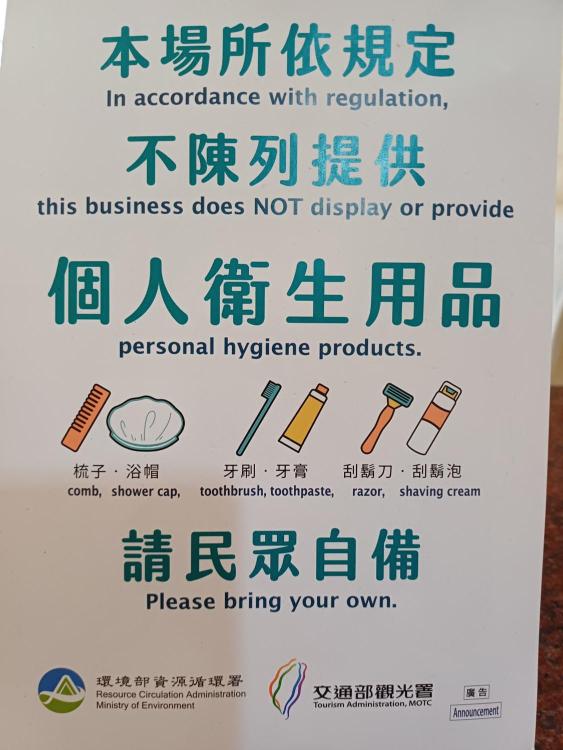 本場所依規定
In accordance with regulation,
不陳列提供
this business does NOT display or provide
個人衛生用品
personal hygiene products.
梳子·浴帽 牙刷·牙膏 刮鬍刀·刮鬍泡
comb, shower cap, toothbrush, toothpaste, razor, shaving cream
請民眾自備
Please bring your own.
環境部資源循環署
Resource Circulation Administration
Ministry of Environment
交通部觀光署
Tourism Administration, MOTC
廣告
Announcement